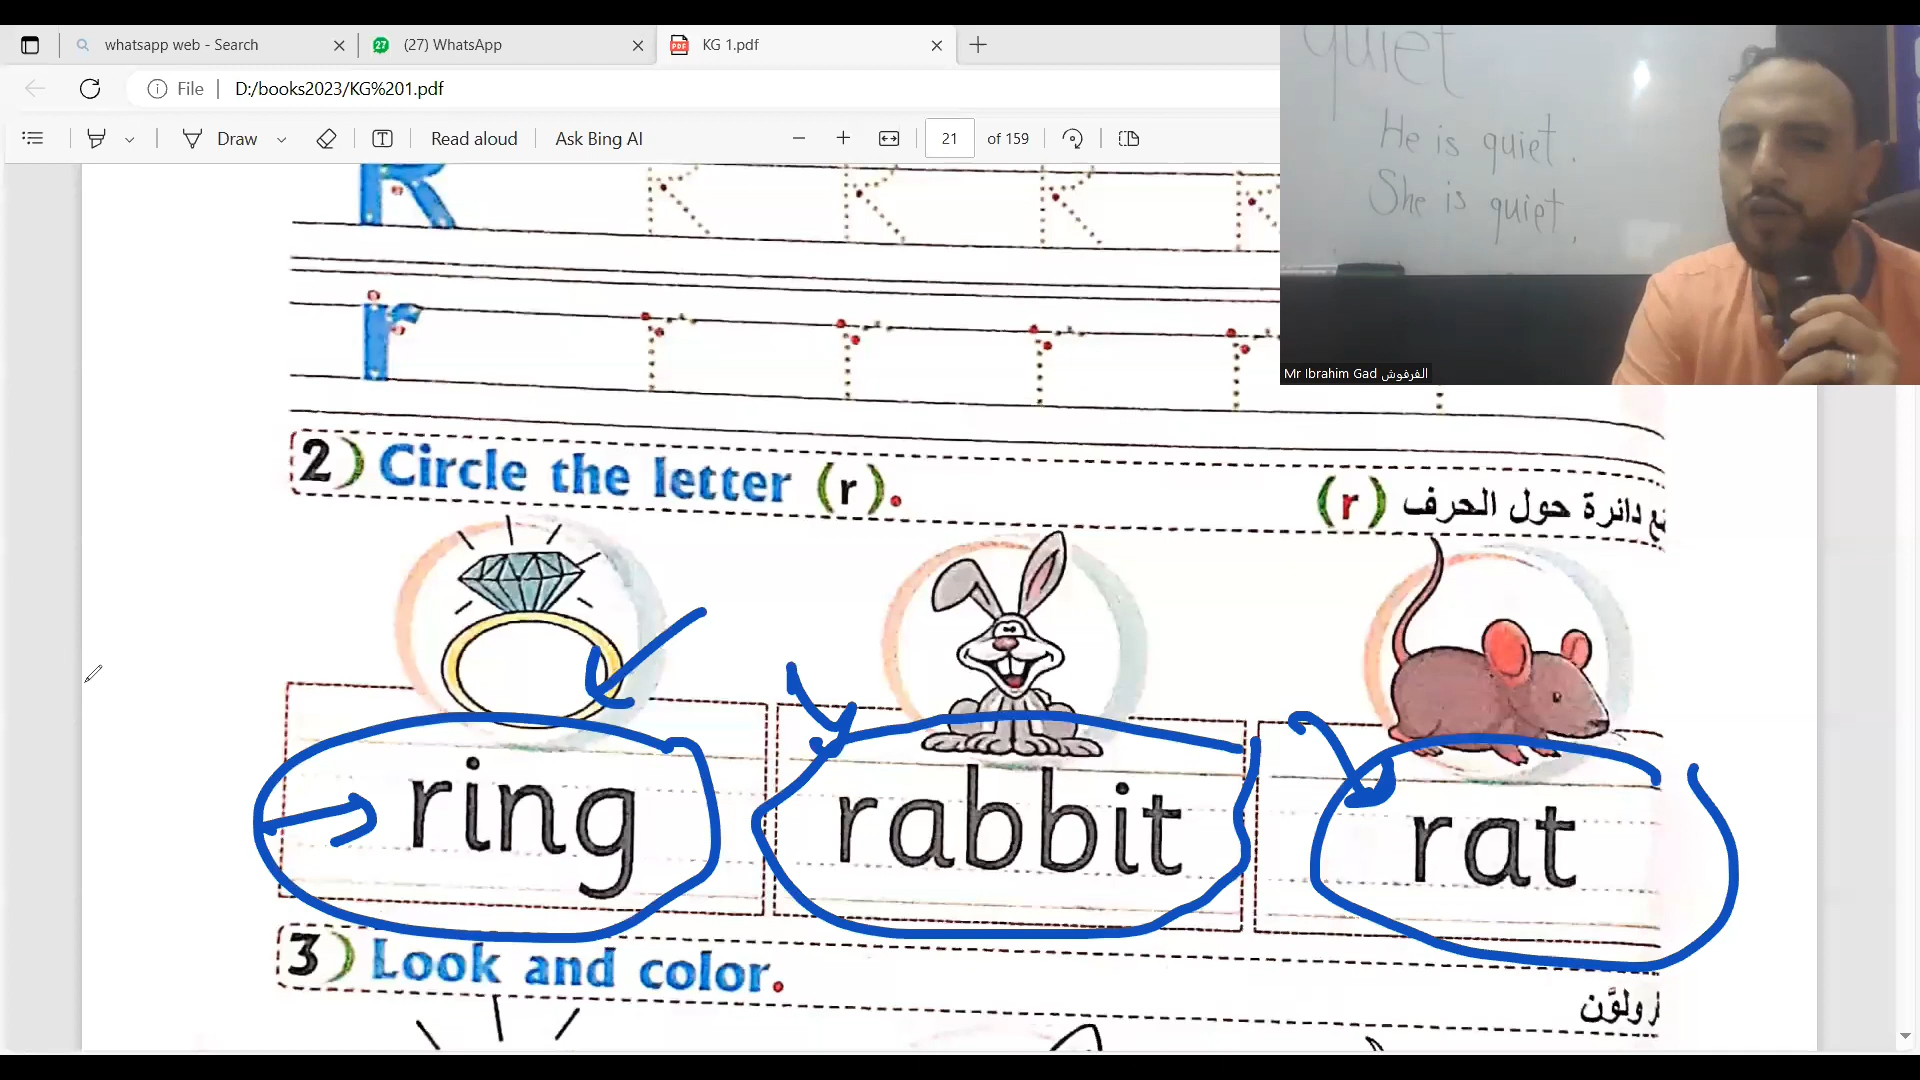 whatsapp web - Search
(27) WhatsApp
KG 1.pdf
File
D:/books2023/KG%201.pdf
Draw
Read aloud
Ask Bing AI
21
of 159
quiet
He is quiet.
She is quiet.
Mr Ibrahim Gad الفرفوش
R R R R R
r r r r r
2) Circle the letter (r).
ضع دائرة حول الحرف (r)
ring
rabbit
rat
3) Look and color.
ولوَّن